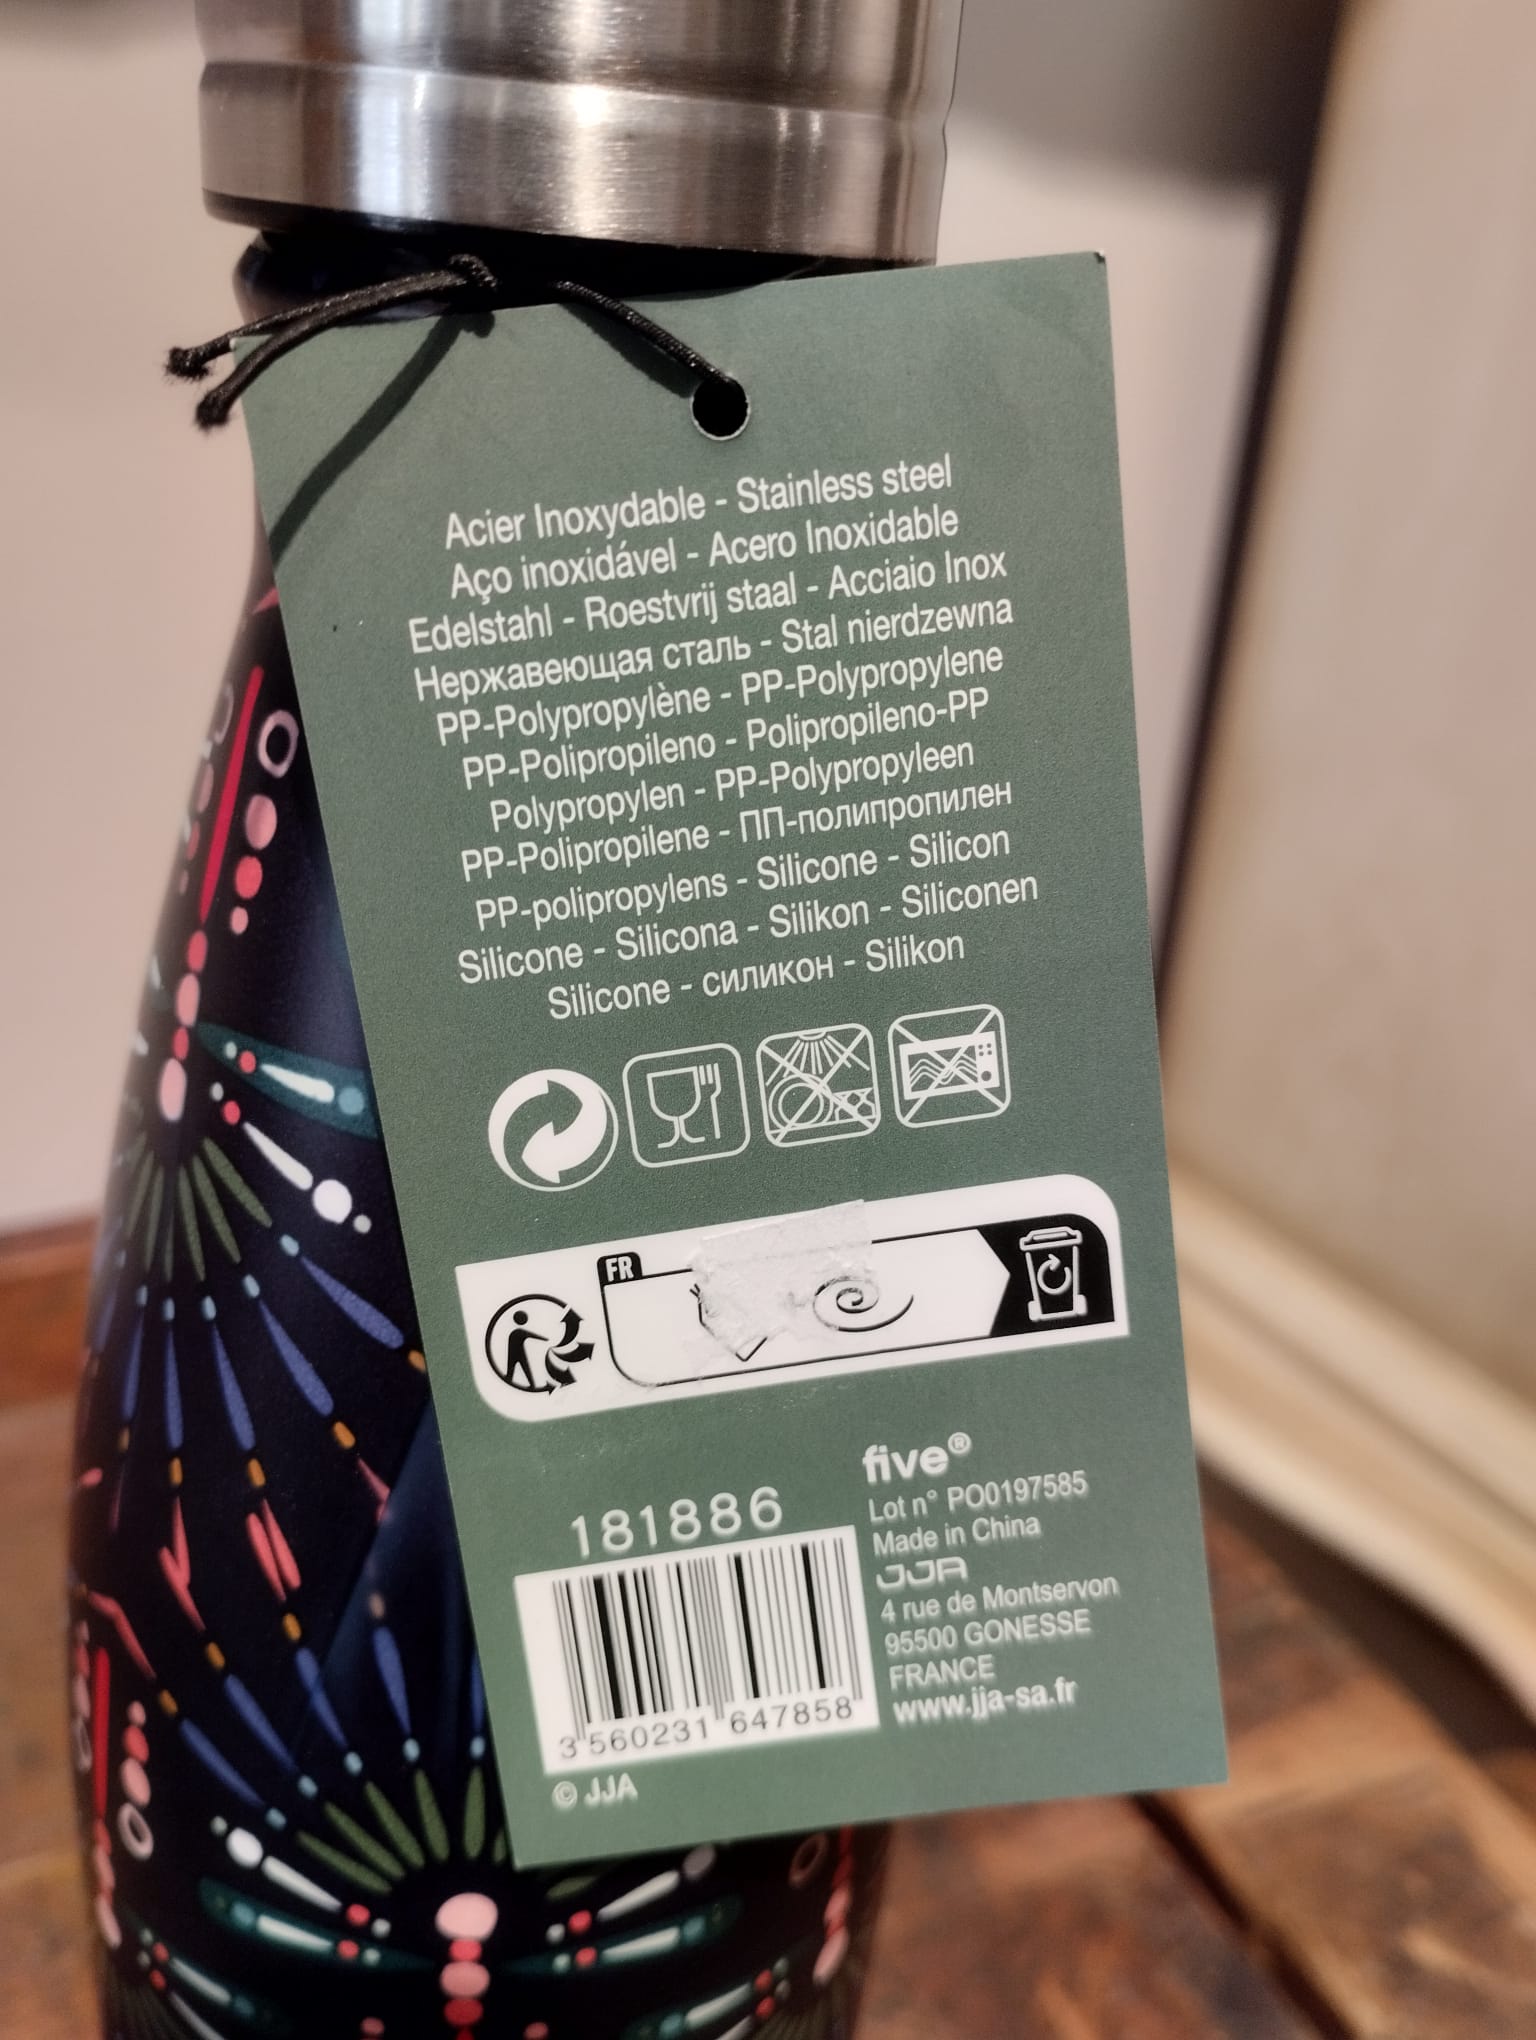 Acier Inoxydable - Stainless steel
Aço inoxidável - Acero Inoxidable
Edelstahl - Roestvrij staal - Acciaio Inox
Нержавеющая сталь - Stal nierdzewna
PP-Polypropylène - PP-Polypropylene
PP-Polipropileno - Polipropileno-PP
Polypropylen - PP-Polypropyleen
PP-Polipropilene - ПП-полипропилен
PP-polipropylens - Silicone - Silicon
Silicone - Silicona - Silikon - Siliconen
Silicone - силикон - Silikon
FR
five®
Lot n° PO0197585
Made in China
JJA
4 rue de Montservon
95500 GONESSE
FRANCE
www.jja-sa.fr
181886
3 560231 647858
© JJA